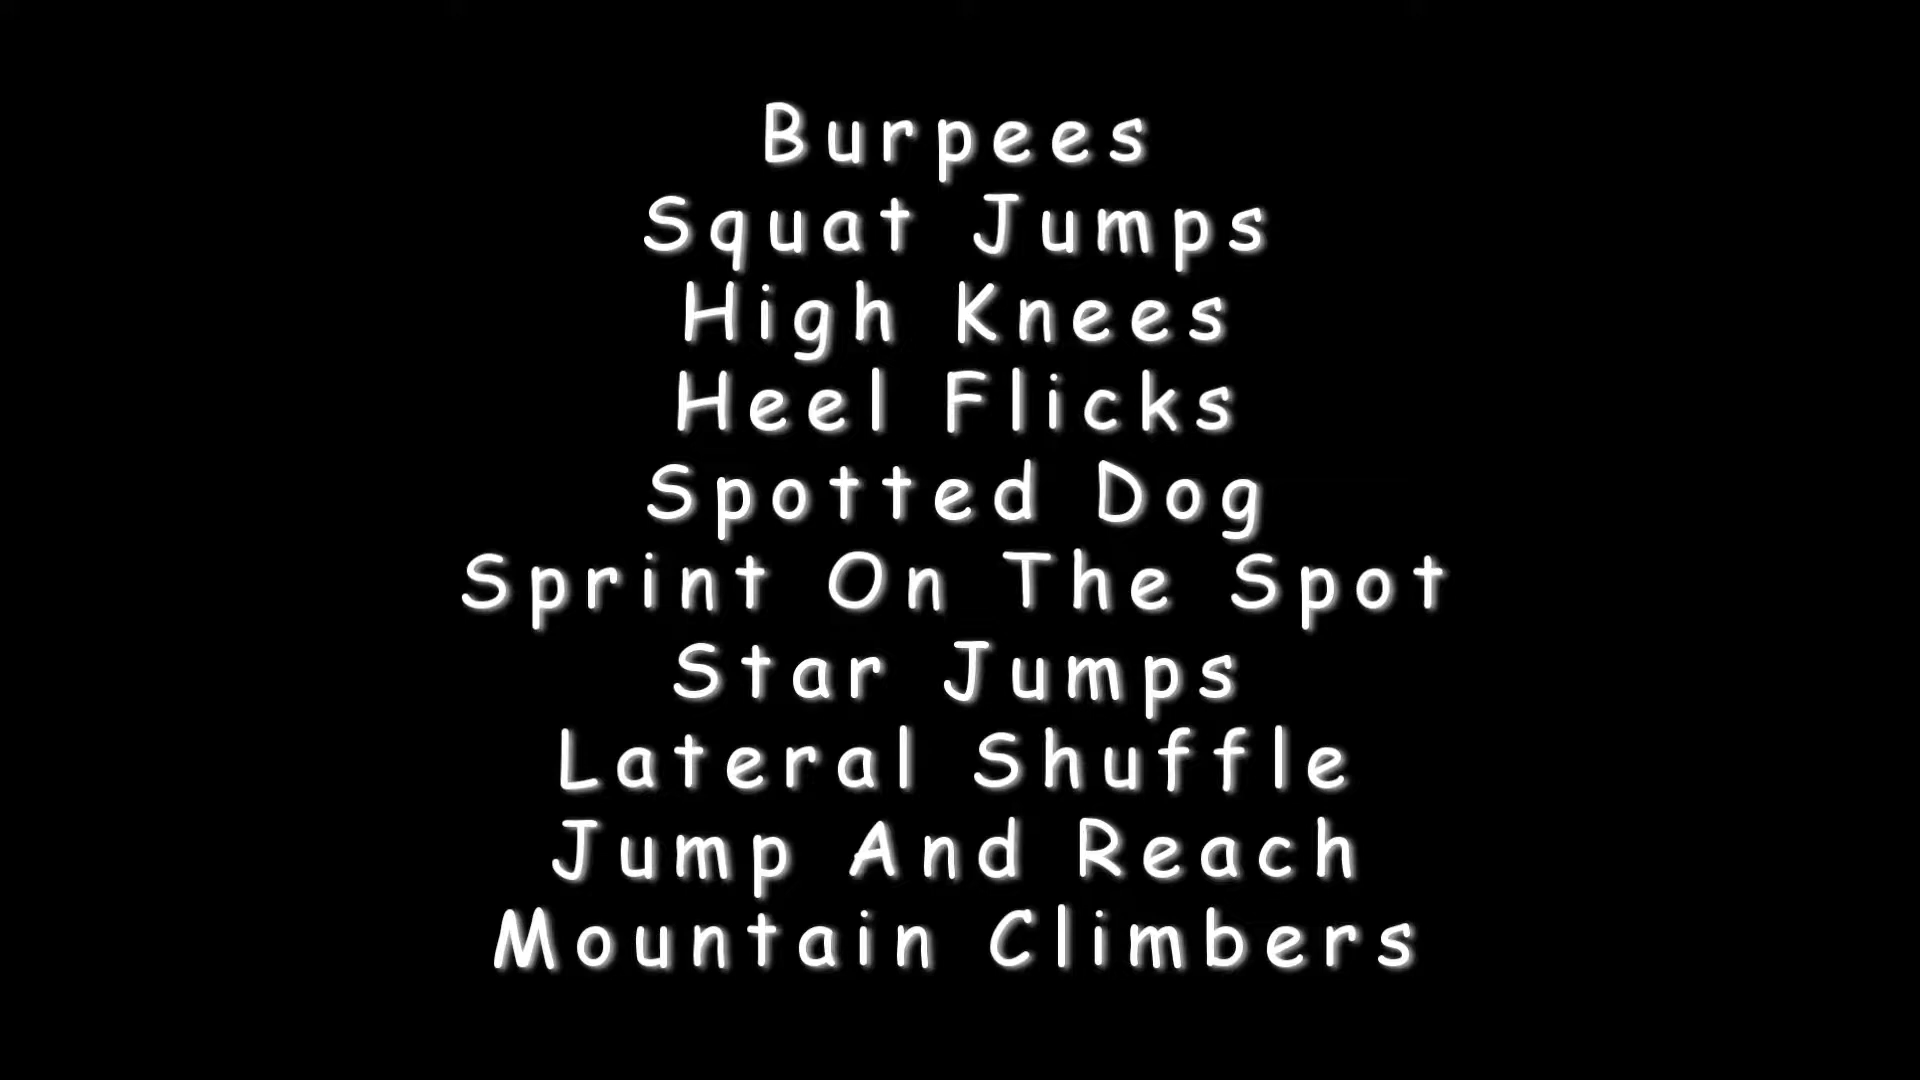 Burpees
Squat Jumps
High Knees
Heel Flicks
Spotted Dog
Sprint On The Spot
Star Jumps
Lateral Shuffle
Jump And Reach
Mountain Climbers